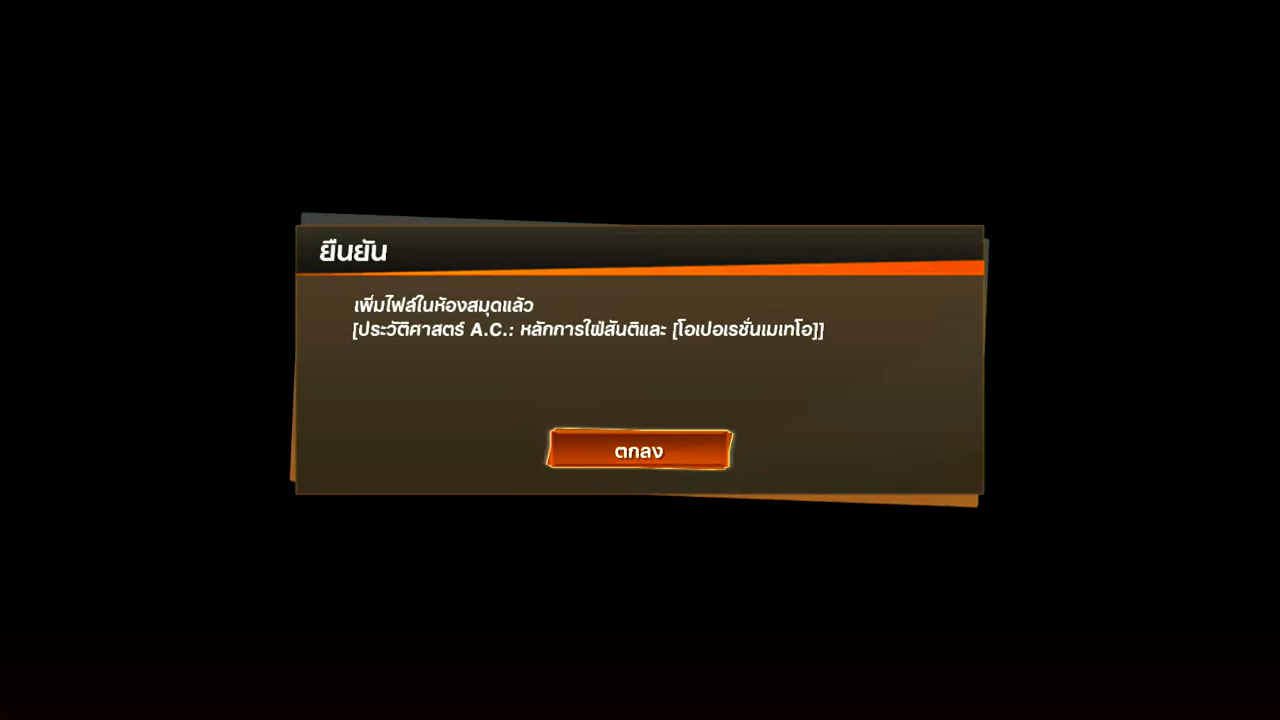 ยืนยัน
เพิ่มไฟล์ในห้องสมุดแล้ว
[ประวัติศาสตร์ A.C.: หลักการใฝ่สันติและ [โอเปอเรชั่นเมเทโอ]]
ตกลง